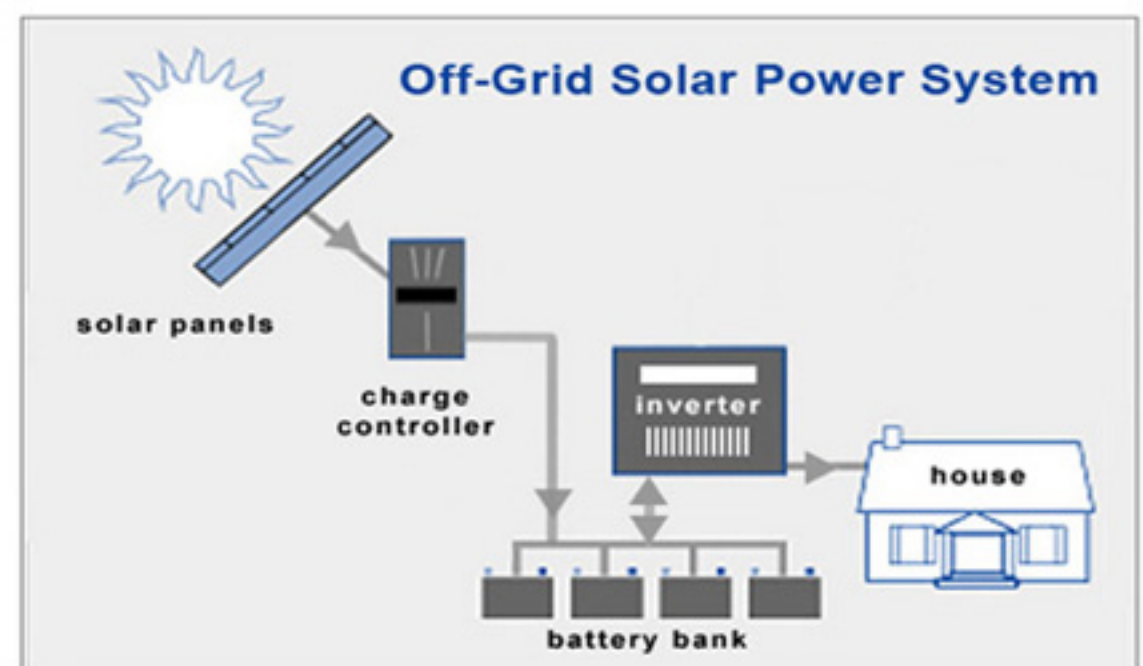 Off-Grid Solar Power System
solar panels
charge
controller
inverter
house
battery bank